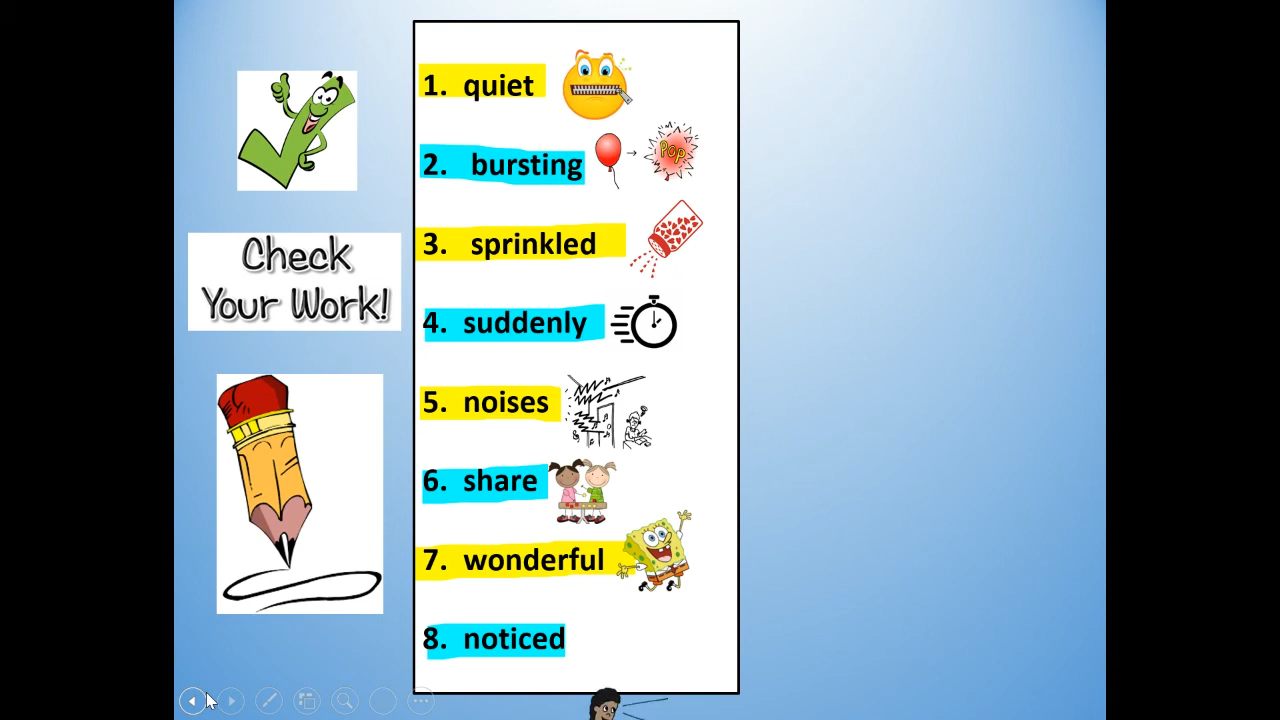 Check
Your Work!
1. quiet
2. bursting
POP
3. sprinkled
4. suddenly
5. noises
6. share
7. wonderful
8. noticed